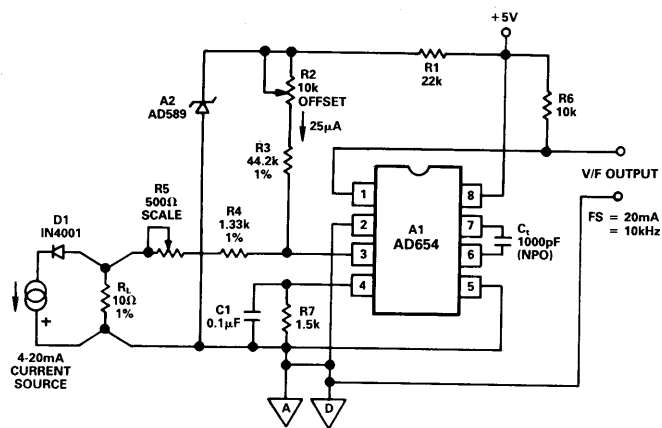 +5V
R1
22k
R2
10k
OFFSET
A2
AD589
25μA
R6
10k
R3
44.2k
1%
V/F OUTPUT
FS = 20mA
= 10kHz
R5
500Ω
SCALE
R4
1.33k
1%
D1
IN4001
1
2
3
4
A1
AD654
8
7
6
5
Ct
1000pF
(NPO)
RL
10Ω
1%
C1
0.1μF
R7
1.5k
+
4-20mA
CURRENT
SOURCE
A
D